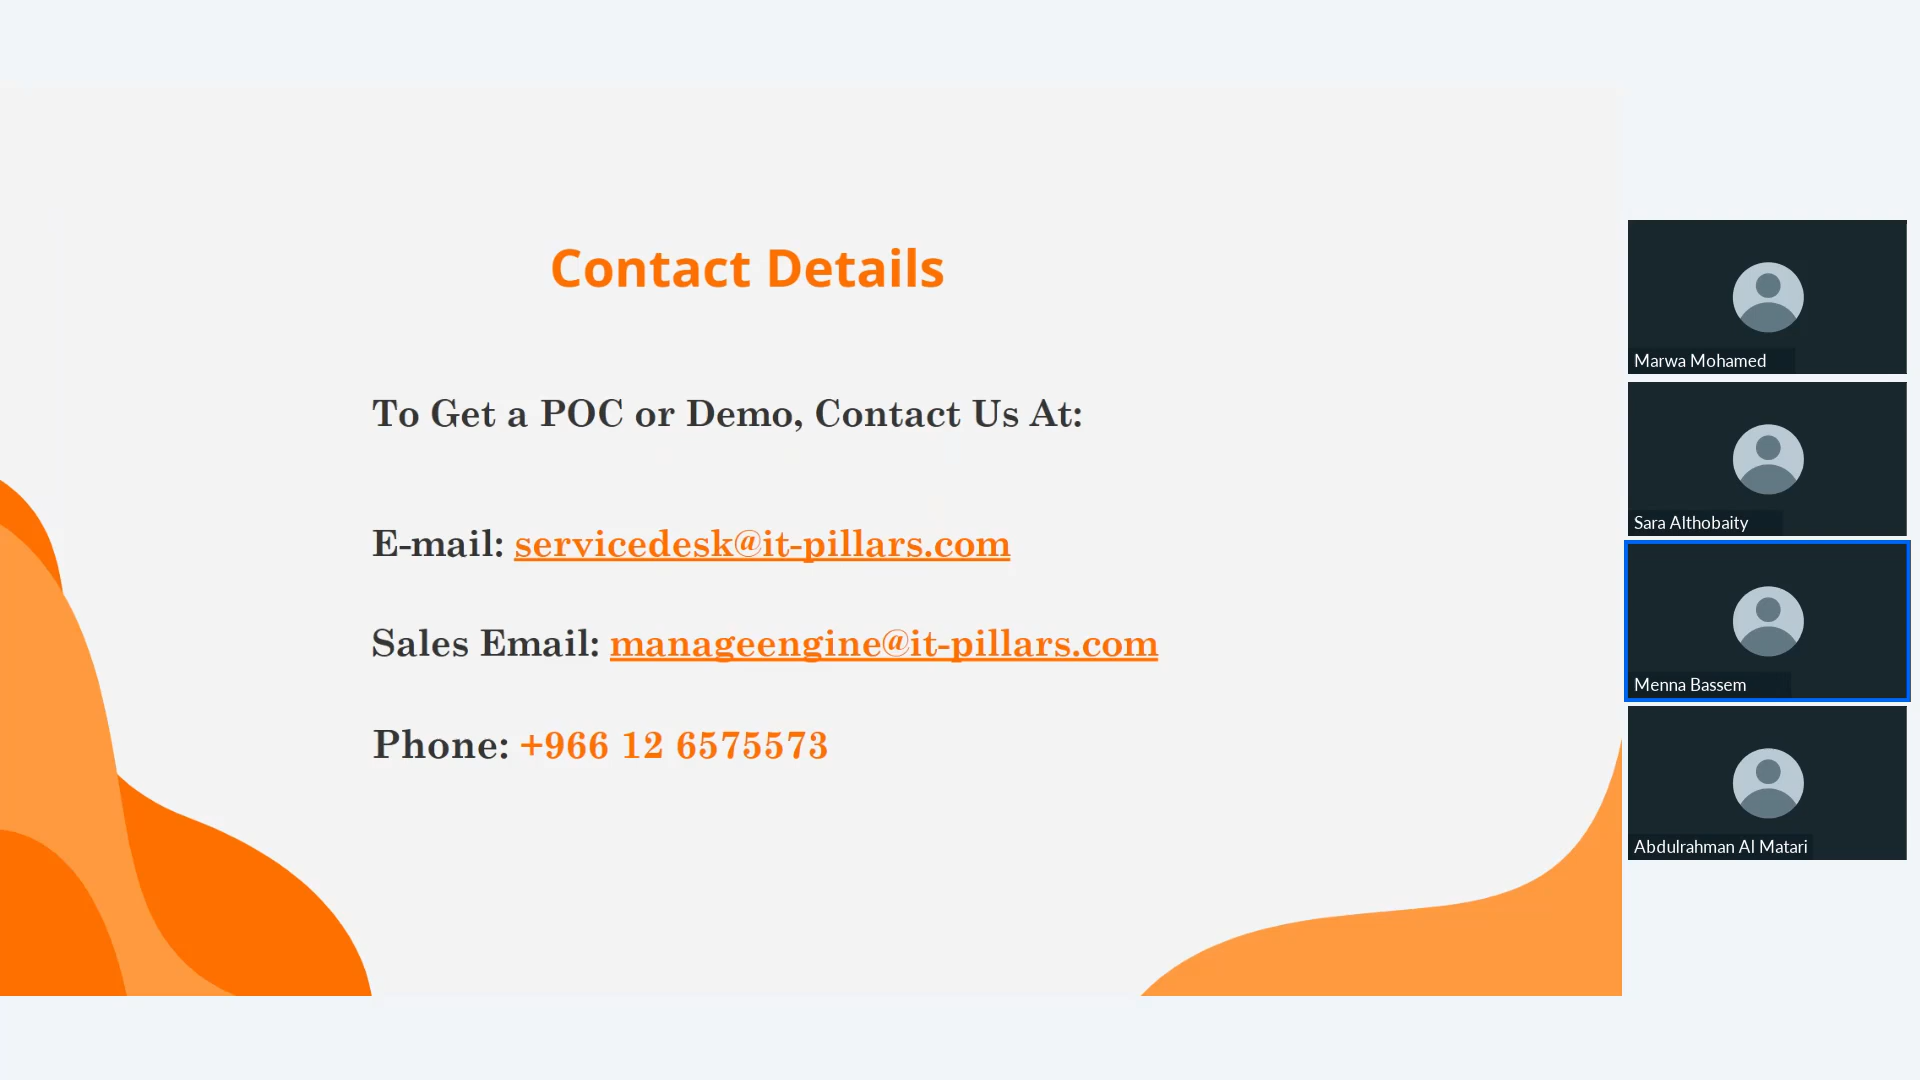 Contact Details
To Get a POC or Demo, Contact Us At:
E-mail: servicedesk@it-pillars.com
Sales Email: manageengine@it-pillars.com
Phone: +966 12 6575573
Marwa Mohamed
Sara Althobaity
Menna Bassem
Abdulrahman Al Matari